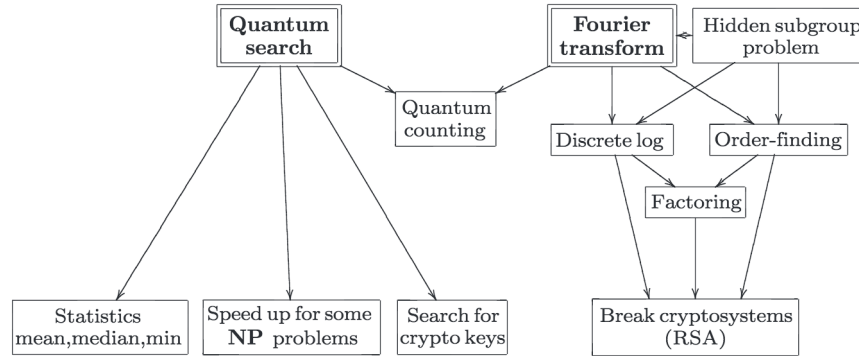 Quantum
search
Fourier
transform
Hidden subgroup
problem
Quantum
counting
Discrete log
Order-finding
Factoring
Statistics
mean,median,min
Speed up for some
NP problems
Search for
crypto keys
Break cryptosystems
(RSA)